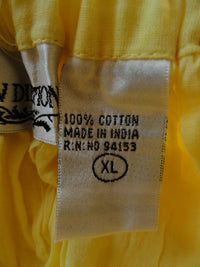 100% COTTON
MADE IN INDIA
R.N: NO 94153
XL